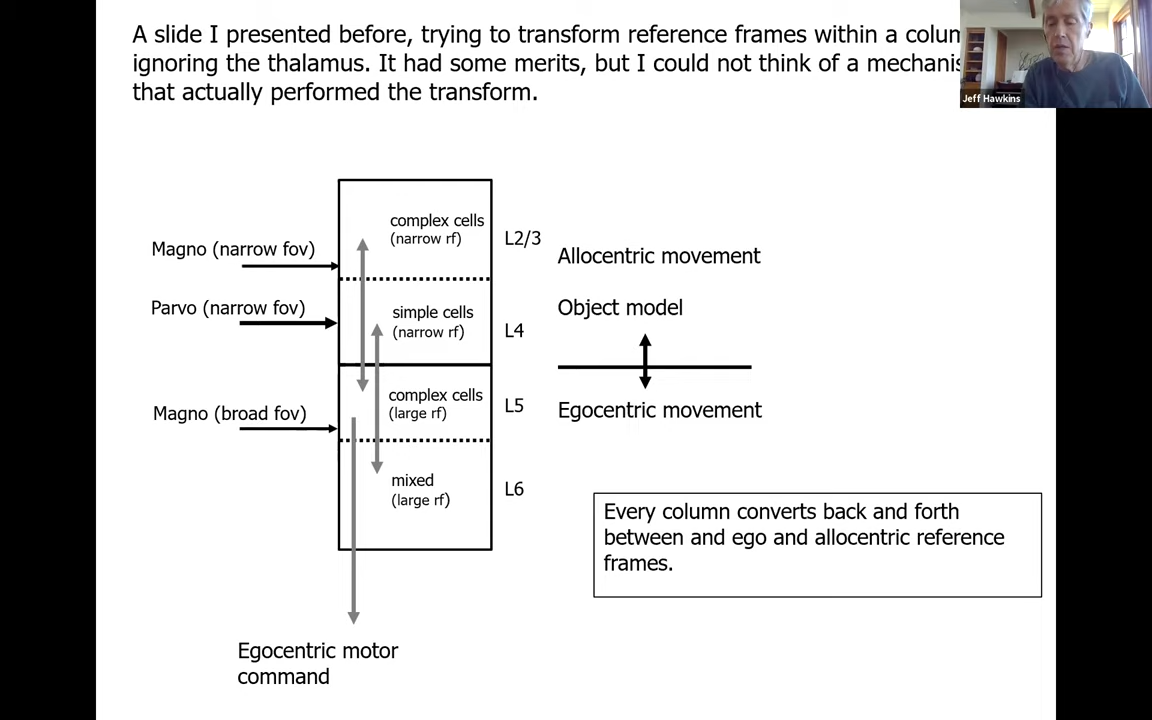 A slide I presented before, trying to transform reference frames within a
ignoring the thalamus. It had some merits, but I could not think of a
that actually performed the transform.
Jeff Hawkins
complex cells
(narrow rf)
L2/3
Magno (narrow fov)
Allocentric movement
Parvo (narrow fov)
simple cells
(narrow rf)
L4
Object model
complex cells
(large rf)
L5
Magno (broad fov)
Egocentric movement
mixed
(large rf)
L6
Every column converts back and forth
between and ego and allocentric reference
frames.
Egocentric motor
command